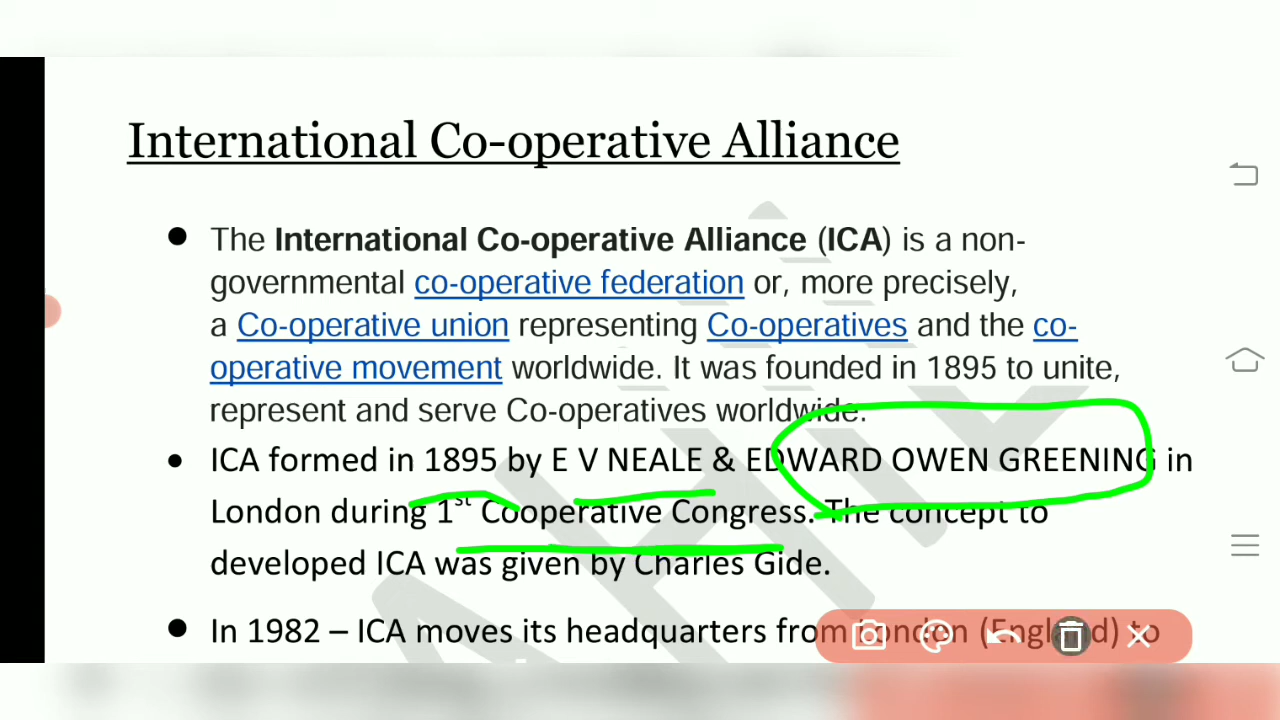 International Co-operative Alliance
● The International Co-operative Alliance (ICA) is a non-
governmental co-operative federation or, more precisely,
a Co-operative union representing Co-operatives and the co-
operative movement worldwide. It was founded in 1895 to unite,
represent and serve Co-operatives worldwide.
● ICA formed in 1895 by E V NEALE & EDWARD OWEN GREENING in
London during 1st Cooperative Congress. The concept to
developed ICA was given by Charles Gide.
● In 1982 – ICA moves its headquarters from London (England) to